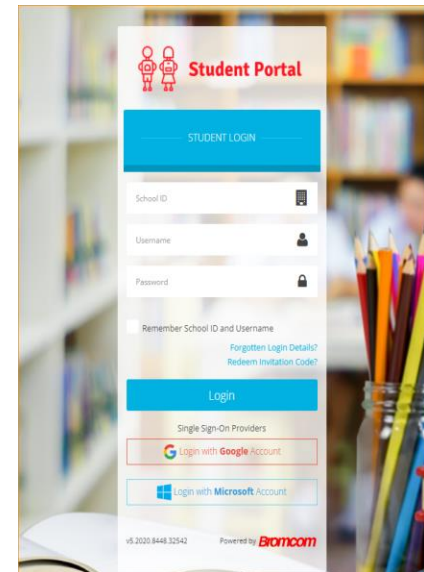 Student Portal
STUDENT LOGIN
School ID
Username
Password
Remember School ID and Username
Forgotten Login Details?
Redeem Invitation Code?
Login
Single Sign-On Providers
Login with Google Account
Login with Microsoft Account
v5.2020.8448.32542 Powered by Bromcom